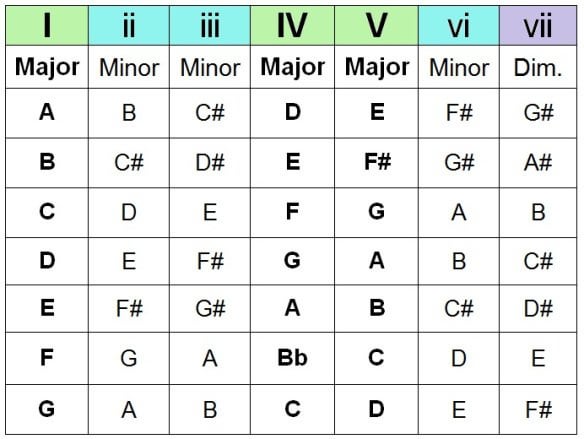 I ii iii IV V vi vii
Major Minor Minor Major Major Minor Dim.
A B C# D E F# G#
B C# D# E F# G# A#
C D E F G A B
D E F# G A B C#
E F# G# A B C# D#
F G A Bb C D E
G A B C D E F#